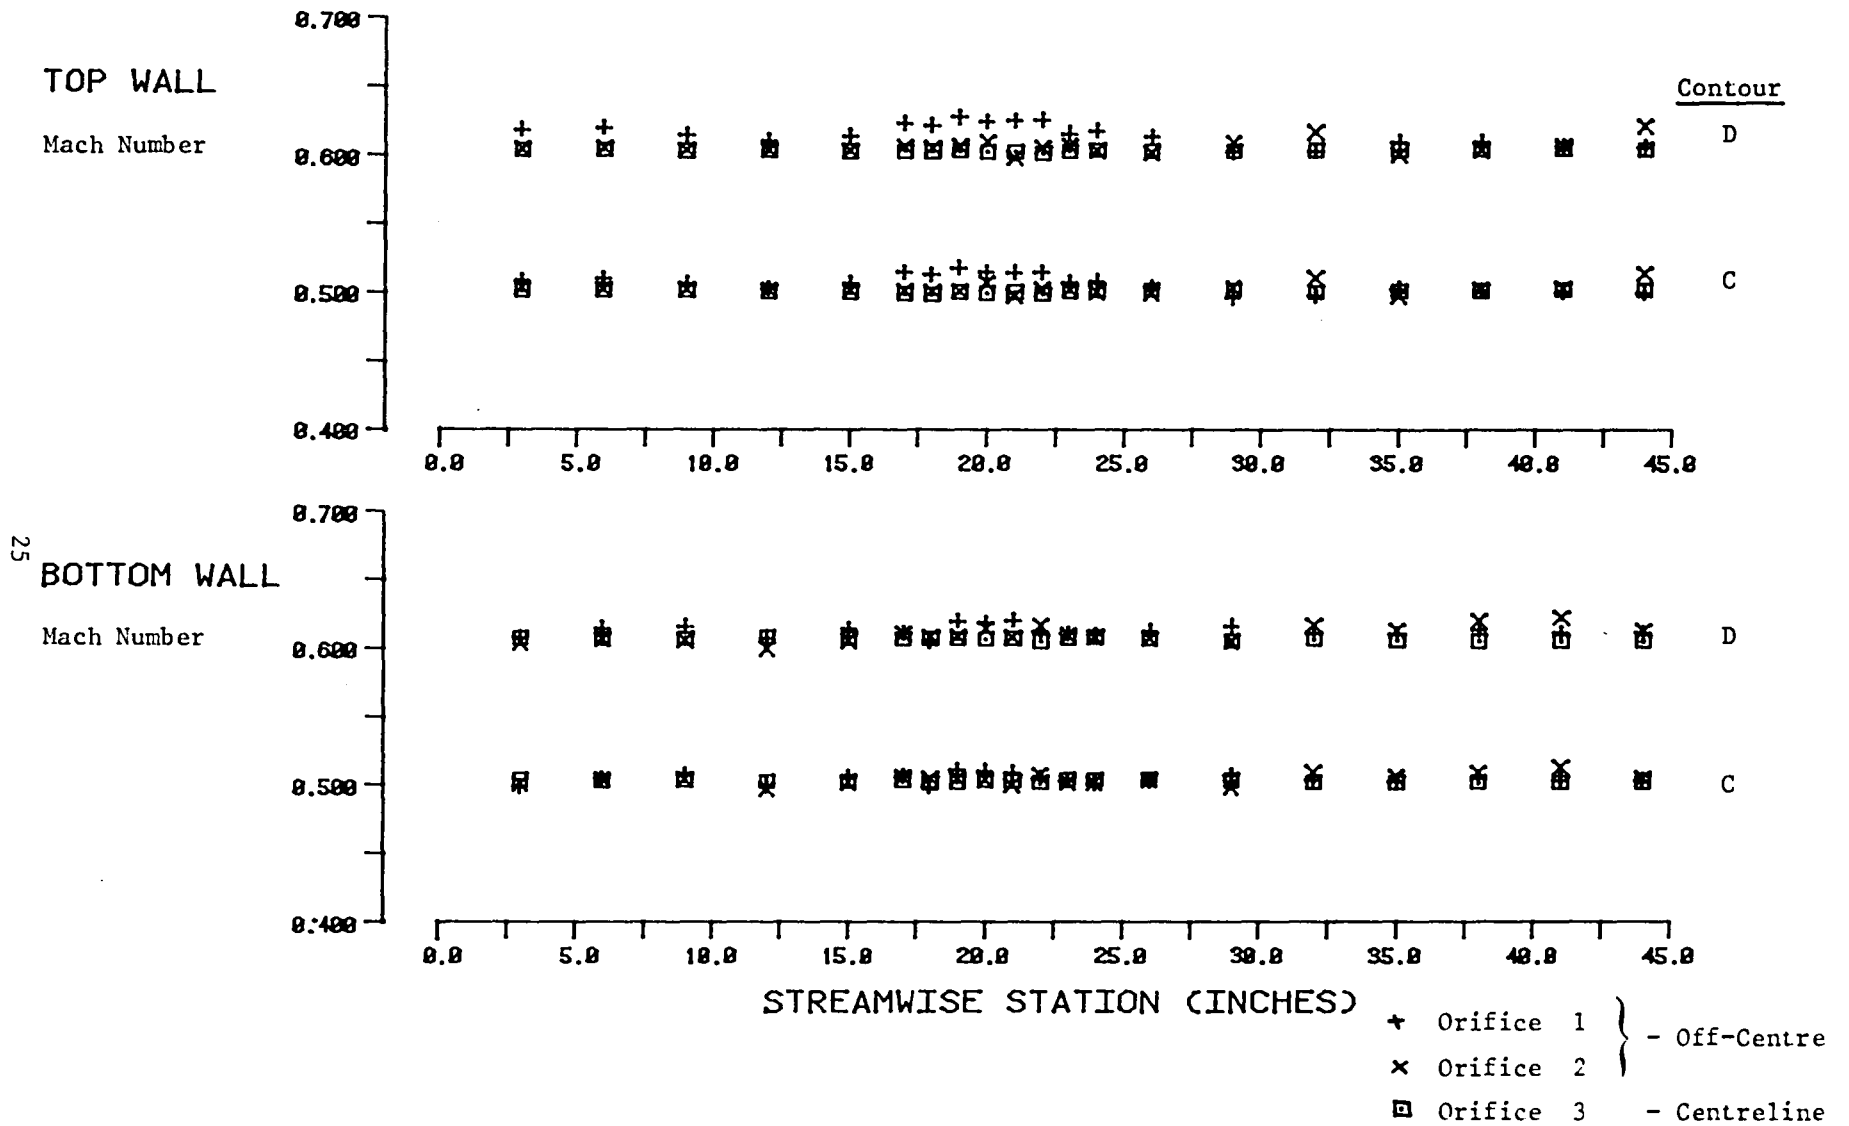 0.700
TOP WALL
Contour
Mach Number
D
0.600
0.500
C
0.400
0.0 5.0 10.0 15.0 20.0 25.0 30.0 35.0 40.0 45.0
0.700
25
BOTTOM WALL
Mach Number
D
0.600
0.500
C
0.400
0.0 5.0 10.0 15.0 20.0 25.0 30.0 35.0 40.0 45.0
STREAMWISE STATION (INCHES)
+ Orifice 1
- Off-Centre
× Orifice 2
⊡ Orifice 3 - Centreline